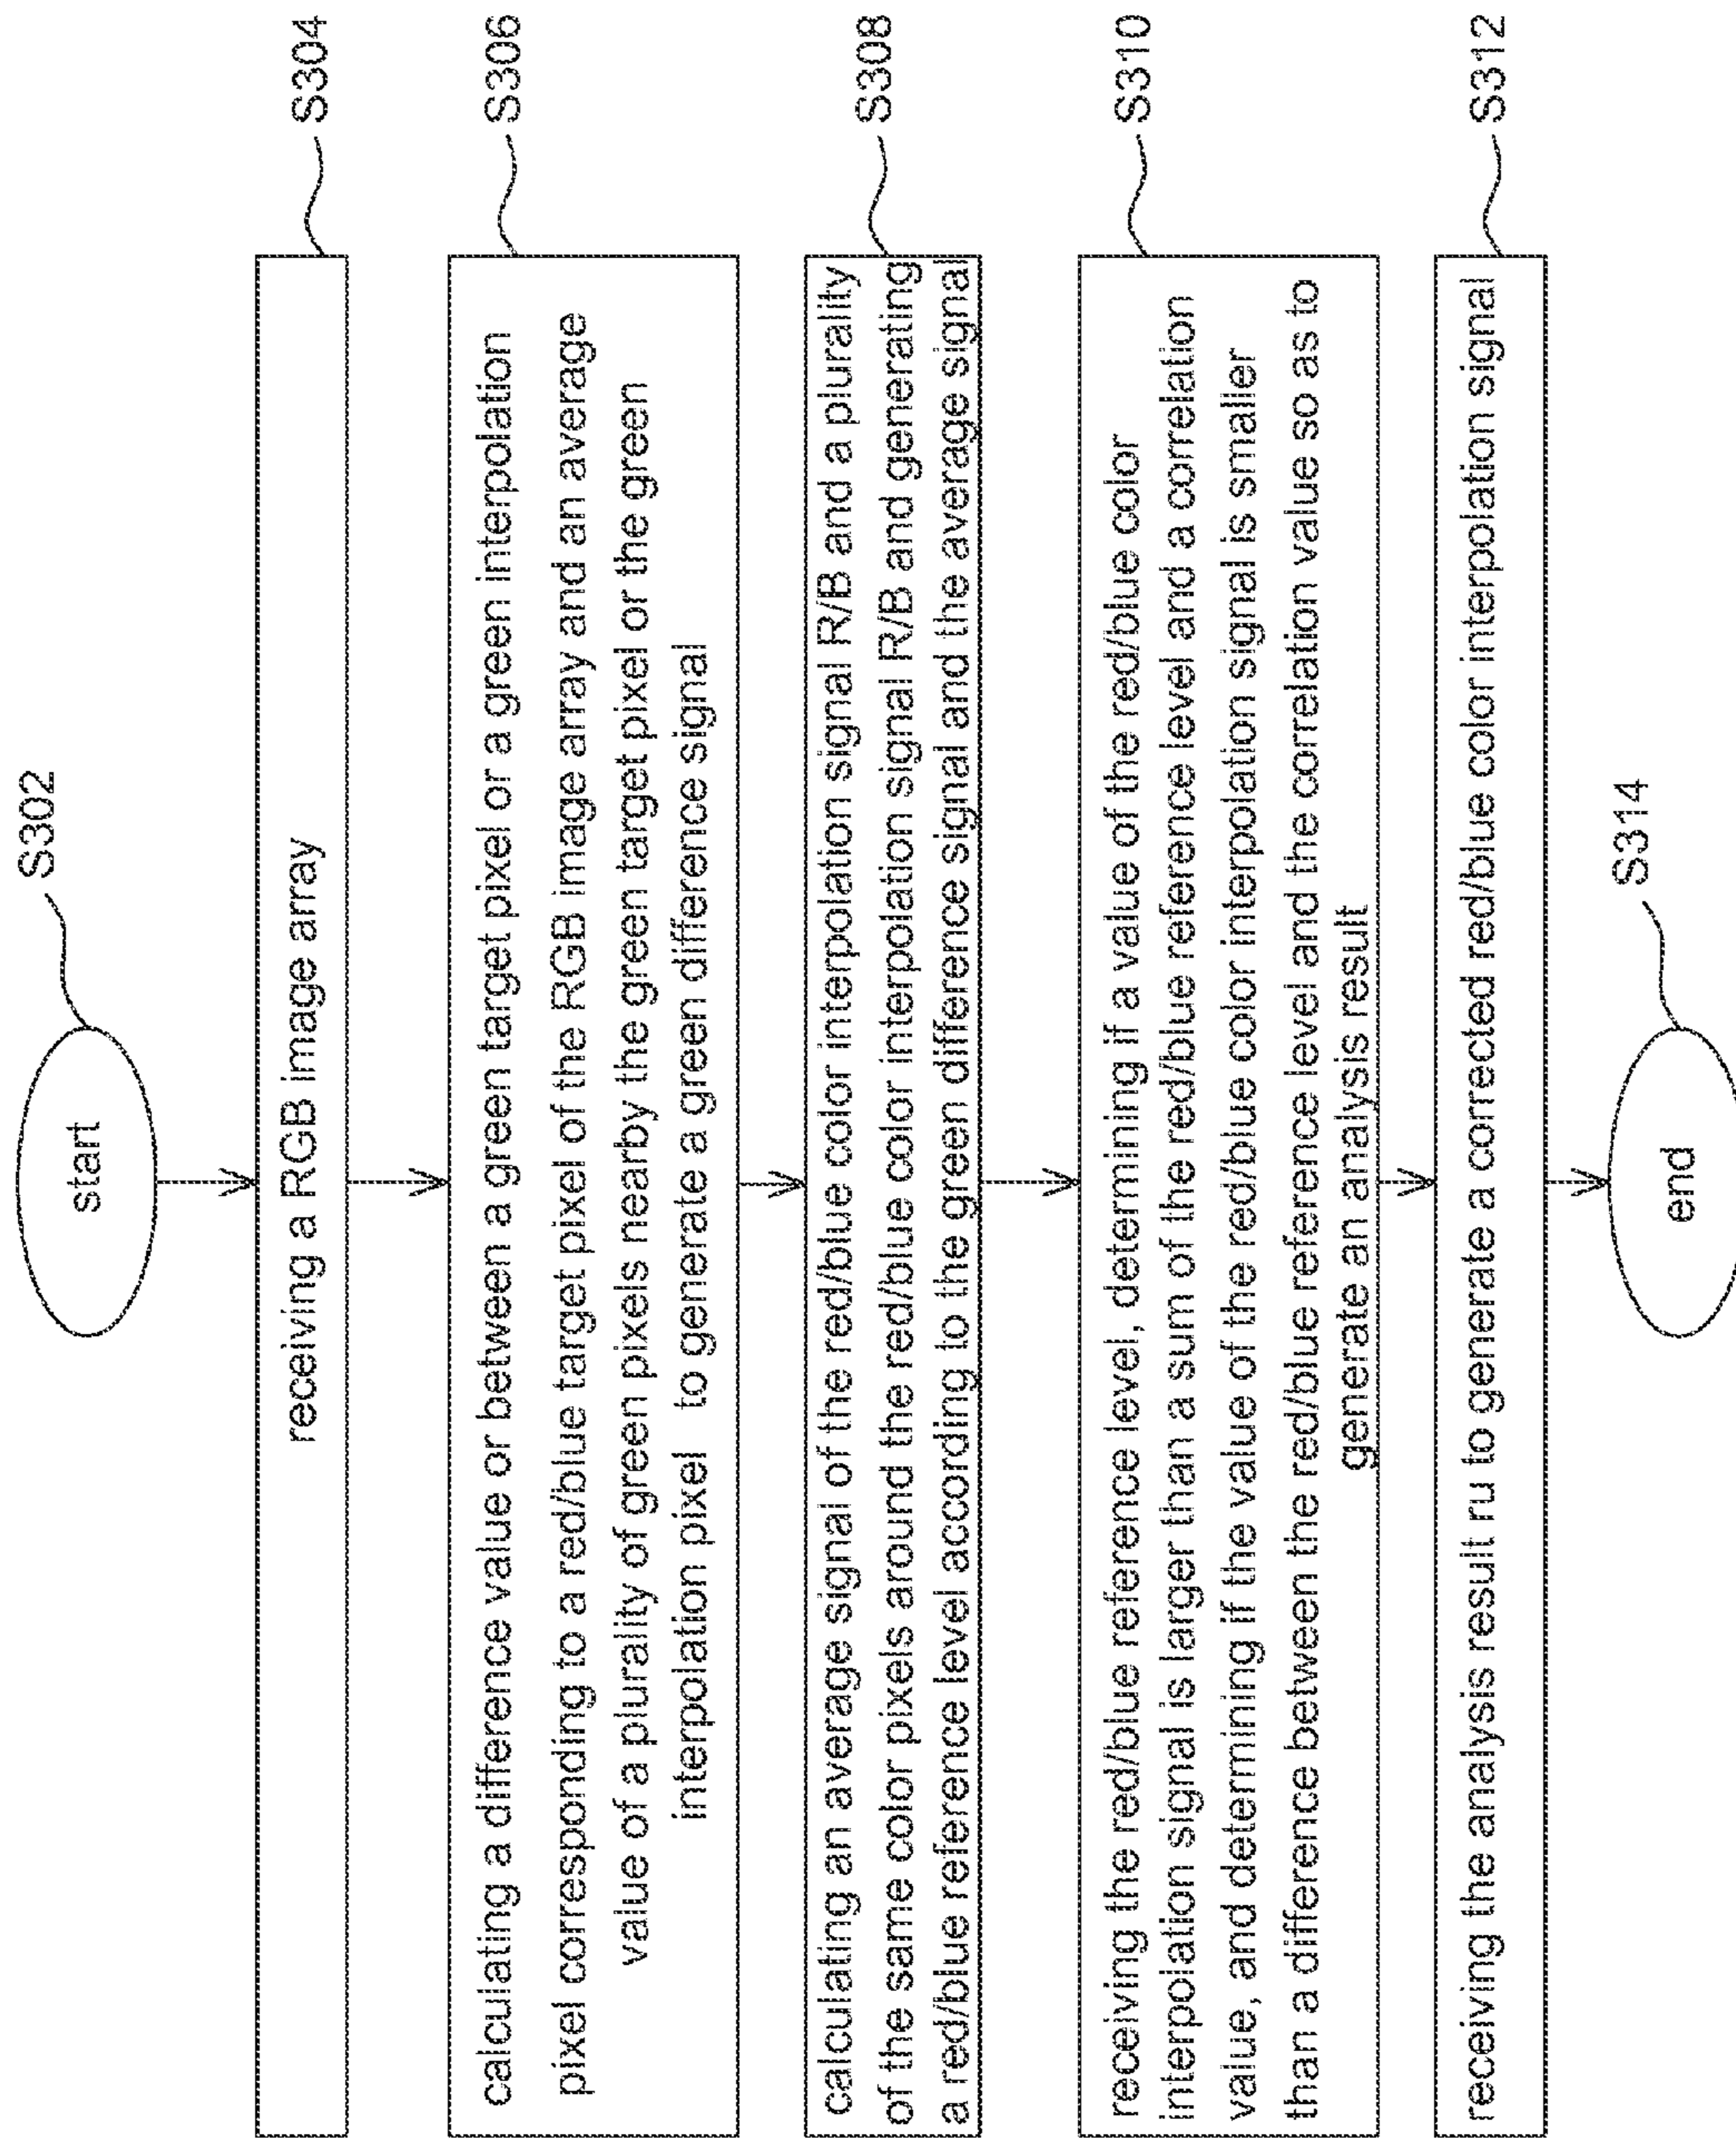 start
S302
receiving a RGB image array
S304
calculating a difference value or between a green target pixel or a green interpolation
pixel corresponding to a red/blue target pixel of the RGB image array and an average
value of a plurality of green pixels nearby the green target pixel or the green
interpolation pixel to generate a green difference signal
S306
calculating an average signal of the red/blue color interpolation signal R/B and a plurality
of the same color pixels around the red/blue color interpolation signal R/B and generating
a red/blue reference level according to the green difference signal and the average signal
S308
receiving the red/blue reference level, determining if a value of the red/blue color
interpolation signal is larger than a sum of the red/blue reference level and a correlation
value, and determining if the value of the red/blue color interpolation signal is smaller
than a difference between the red/blue reference level and the correlation value so as to
generate an analysis result
S310
receiving the analysis result ru to generate a corrected red/blue color interpolation signal
S312
end
S314